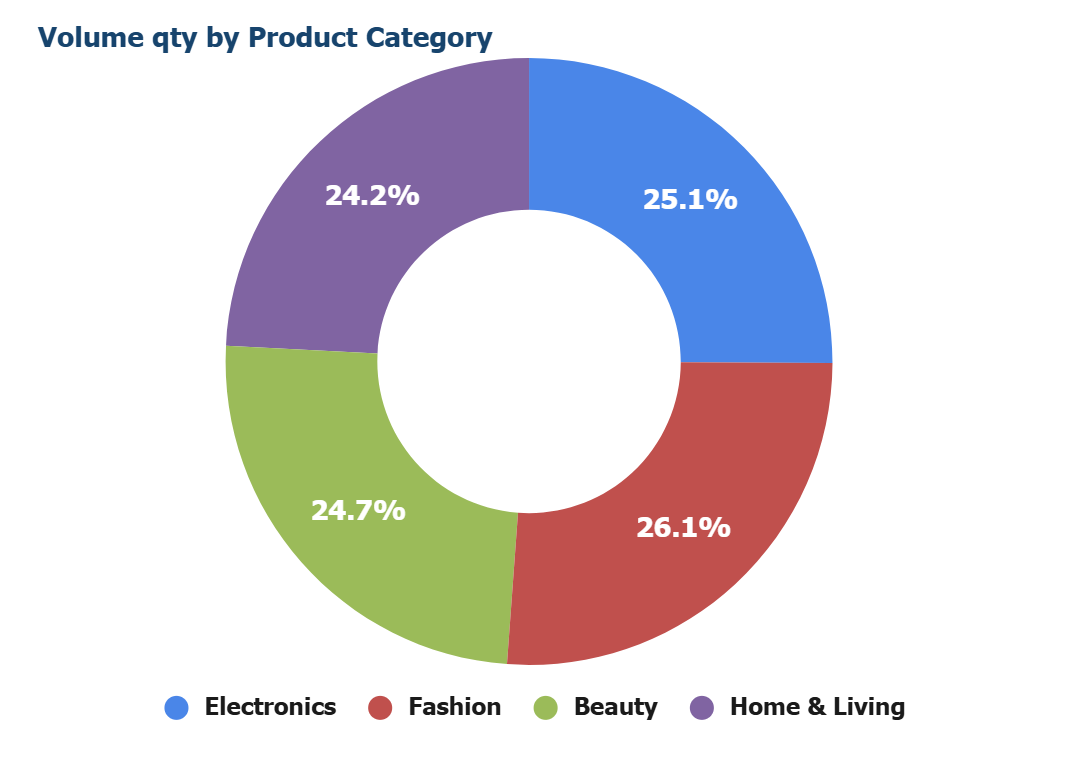 Volume qty by Product Category
24.2%
25.1%
24.7%
26.1%
Electronics Fashion Beauty Home & Living